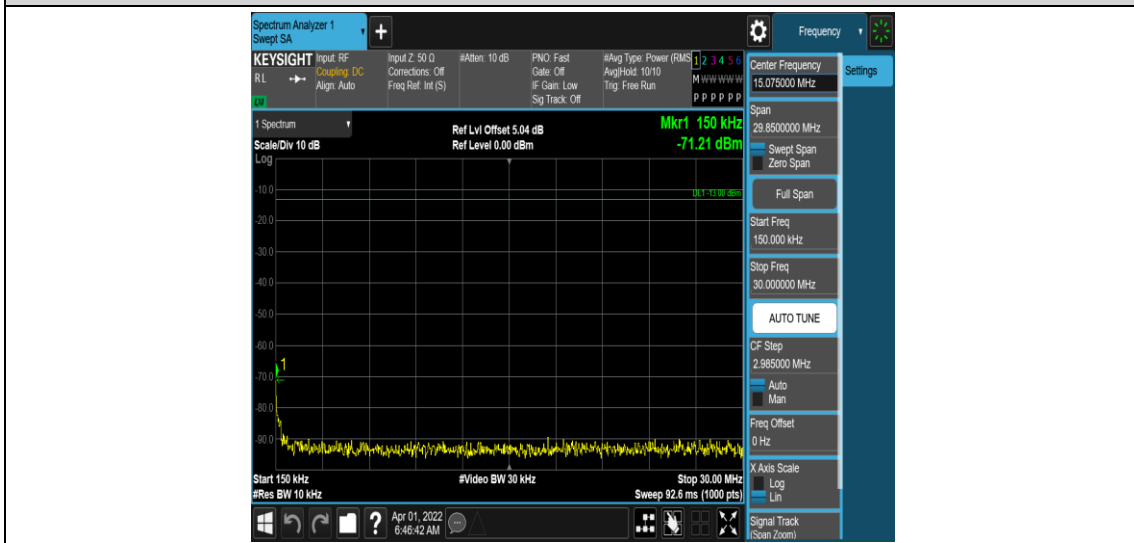 Spectrum Analyzer 1
Swept SA
+
Frequency
KEYSIGHT
RL
LXI
Input: RF
Coupling: DC
Align: Auto
Input Z: 50 Ω
Corrections: Off
Freq Ref: Int (S)
#Atten: 10 dB
PNO: Fast
Gate: Off
IF Gain: Low
Sig Track: Off
#Avg Type: Power (RMS
Avg|Hold: 10/10
Trig: Free Run
1 2 3 4 5 6
M W W W W W
P P P P P P
1 Spectrum
Scale/Div 10 dB
Log
Ref Lvl Offset 5.04 dB
Ref Level 0.00 dBm
Mkr1 150 kHz
-71.21 dBm
DL1 -13.00 dBm
-10.0
-20.0
-30.0
-40.0
-50.0
-60.0
1
-70.0
-80.0
-90.0
Start 150 kHz
#Res BW 10 kHz
#Video BW 30 kHz
Stop 30.00 MHz
Sweep 92.6 ms (1000 pts)
?
Apr 01, 2022
6:46:42 AM
Center Frequency
15.075000 MHz
Settings
Span
29.8500000 MHz
Swept Span
Zero Span
Full Span
Start Freq
150.000 kHz
Stop Freq
30.000000 MHz
AUTO TUNE
CF Step
2.985000 MHz
Auto
Man
Freq Offset
0 Hz
X Axis Scale
Log
Lin
Signal Track
(Span Zoom)